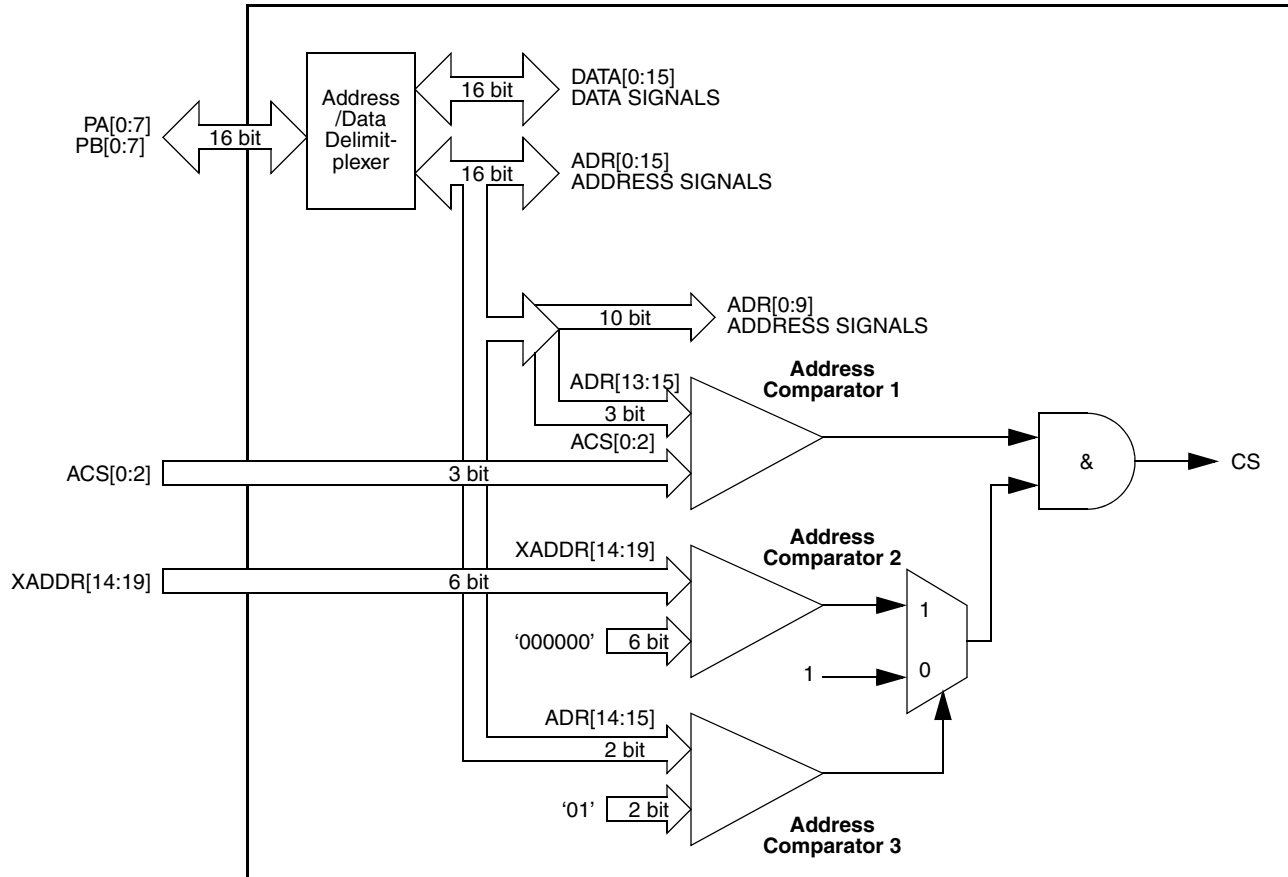 Address
/Data
Delimit-
plexer
16 bit
DATA[0:15]
DATA SIGNALS
PA[0:7]
PB[0:7]
16 bit
16 bit
ADR[0:15]
ADDRESS SIGNALS
10 bit
ADR[0:9]
ADDRESS SIGNALS
Address
Comparator 1
ADR[13:15]
3 bit
ACS[0:2]
ACS[0:2]
3 bit
&
CS
Address
Comparator 2
XADDR[14:19]
XADDR[14:19]
6 bit
‘000000’
6 bit
1
1
0
ADR[14:15]
2 bit
‘01’
2 bit
Address
Comparator 3